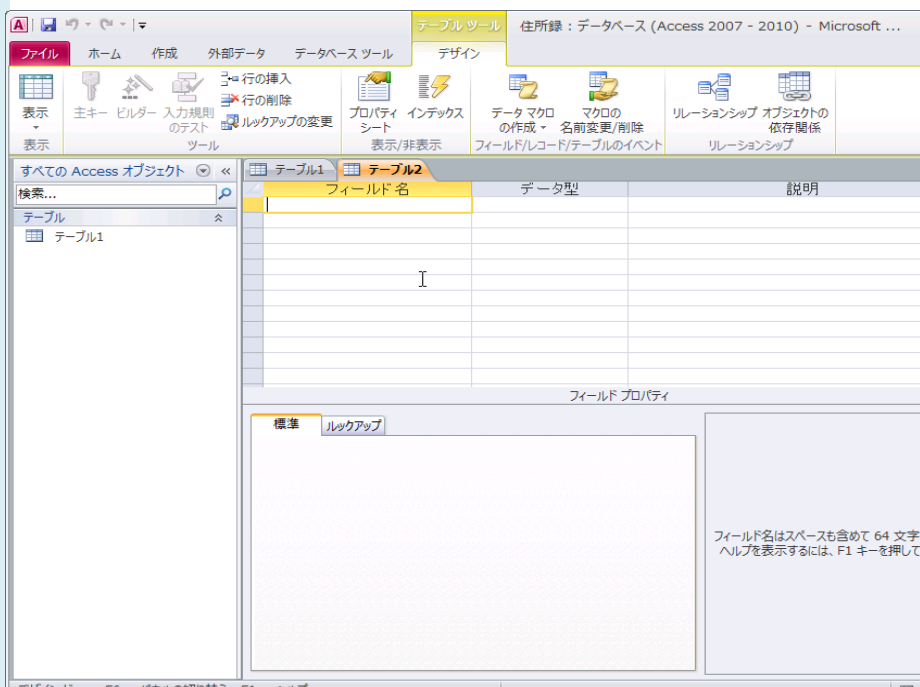 テーブル ツール
住所録 : データベース (Access 2007 - 2010) - Microsoft ...
ファイル
ホーム
作成
外部データ
データベース ツール
デザイン
表示
主キー
ビルダー
入力規則
のテスト
行の挿入
行の削除
ルックアップの変更
プロパティ
シート
インデックス
データ マクロ
の作成
マクロの
名前変更/削除
リレーションシップ
オブジェクトの
依存関係
表示
ツール
表示/非表示
フィールド/レコード/テーブルのイベント
リレーションシップ
すべての Access オブジェクト
検索...
テーブル
テーブル1
テーブル1
テーブル2
フィールド名
データ型
説明
フィールド プロパティ
標準
ルックアップ
フィールド名はスペースも含めて 64 文字
ヘルプを表示するには、F1 キーを押して